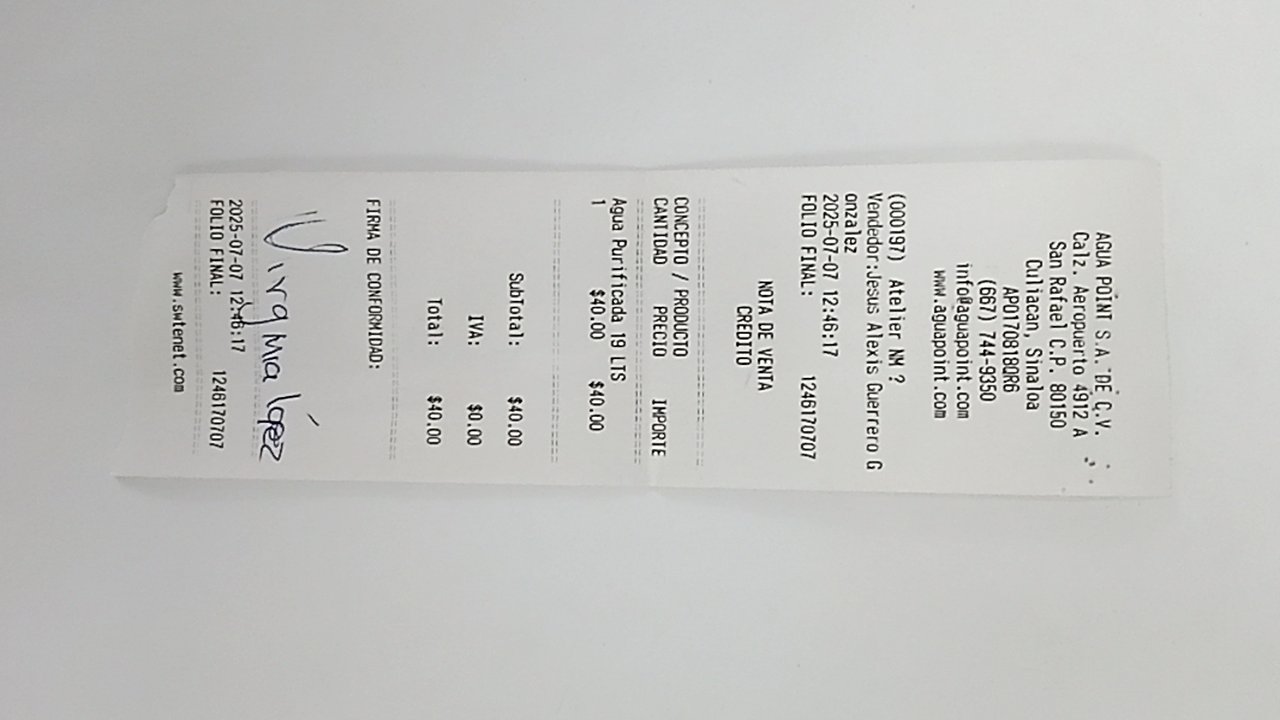 AGUA POINT S.A. DE C.V.
Calz. Aeropuerto 4912 A
San Rafael C.P. 80150
Culiacan, Sinaloa
APO170818QR6
(667) 744-9350
info@aguapoint.com
www.aguapoint.com
(000197) Atelier NM ?
Vendedor:Jesus Alexis Guerrero G
onzalez
2025-07-07 12:46:17
FOLIO FINAL: 1246170707
NOTA DE VENTA
CREDITO
CONCEPTO / PRODUCTO
CANTIDAD PRECIO IMPORTE
Agua Purificada 19 LTS
1 $40.00 $40.00
SubTotal: $40.00
IVA: $0.00
Total: $40.00
FIRMA DE CONFORMIDAD:
Virginia López
2025-07-07 12:46:17
FOLIO FINAL: 1246170707
www.swtenet.com